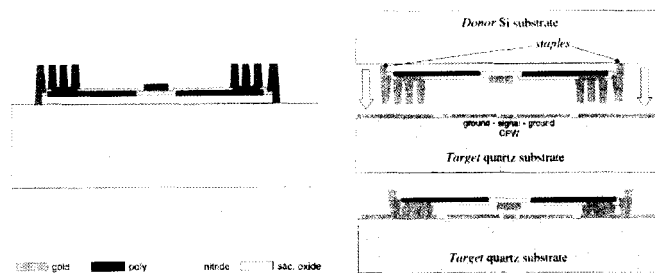 Donor Si substrate
staples
ground - signal - ground
CPW
Target quartz substrate
Target quartz substrate
gold poly nitride sac. oxide